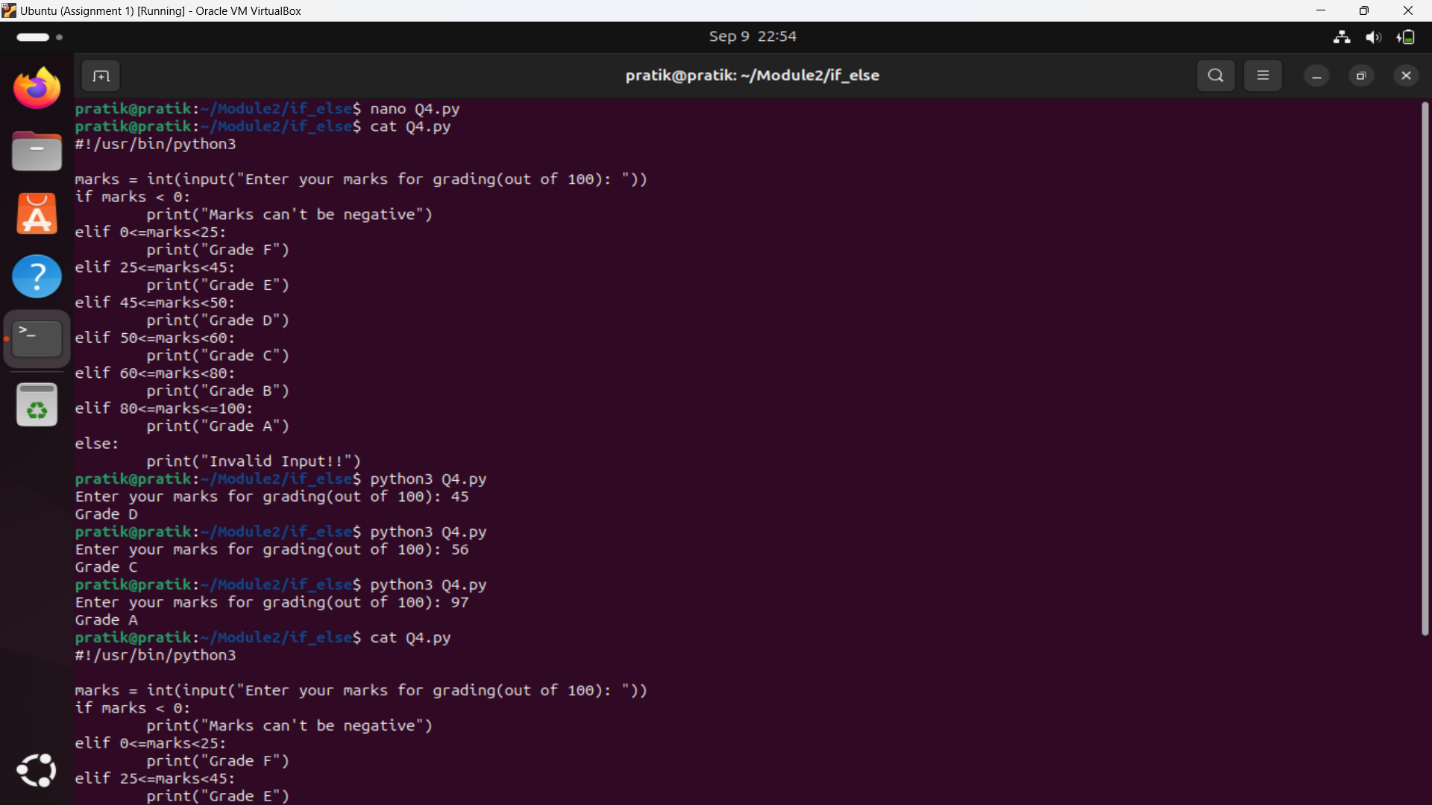 Ubuntu (Assignment 1) [Running] - Oracle VM VirtualBox
Sep 9 22:54
pratik@pratik: ~/Module2/if_else
pratik@pratik:~/Module2/if_else$ nano Q4.py
pratik@pratik:~/Module2/if_else$ cat Q4.py
#!/usr/bin/python3
marks = int(input("Enter your marks for grading(out of 100): "))
if marks < 0:
        print("Marks can't be negative")
elif 0<=marks<25:
        print("Grade F")
elif 25<=marks<45:
        print("Grade E")
elif 45<=marks<50:
        print("Grade D")
elif 50<=marks<60:
        print("Grade C")
elif 60<=marks<80:
        print("Grade B")
elif 80<=marks<=100:
        print("Grade A")
else:
        print("Invalid Input!!")
pratik@pratik:~/Module2/if_else$ python3 Q4.py
Enter your marks for grading(out of 100): 45
Grade D
pratik@pratik:~/Module2/if_else$ python3 Q4.py
Enter your marks for grading(out of 100): 56
Grade C
pratik@pratik:~/Module2/if_else$ python3 Q4.py
Enter your marks for grading(out of 100): 97
Grade A
pratik@pratik:~/Module2/if_else$ cat Q4.py
#!/usr/bin/python3
marks = int(input("Enter your marks for grading(out of 100): "))
if marks < 0:
        print("Marks can't be negative")
elif 0<=marks<25:
        print("Grade F")
elif 25<=marks<45:
        print("Grade E")